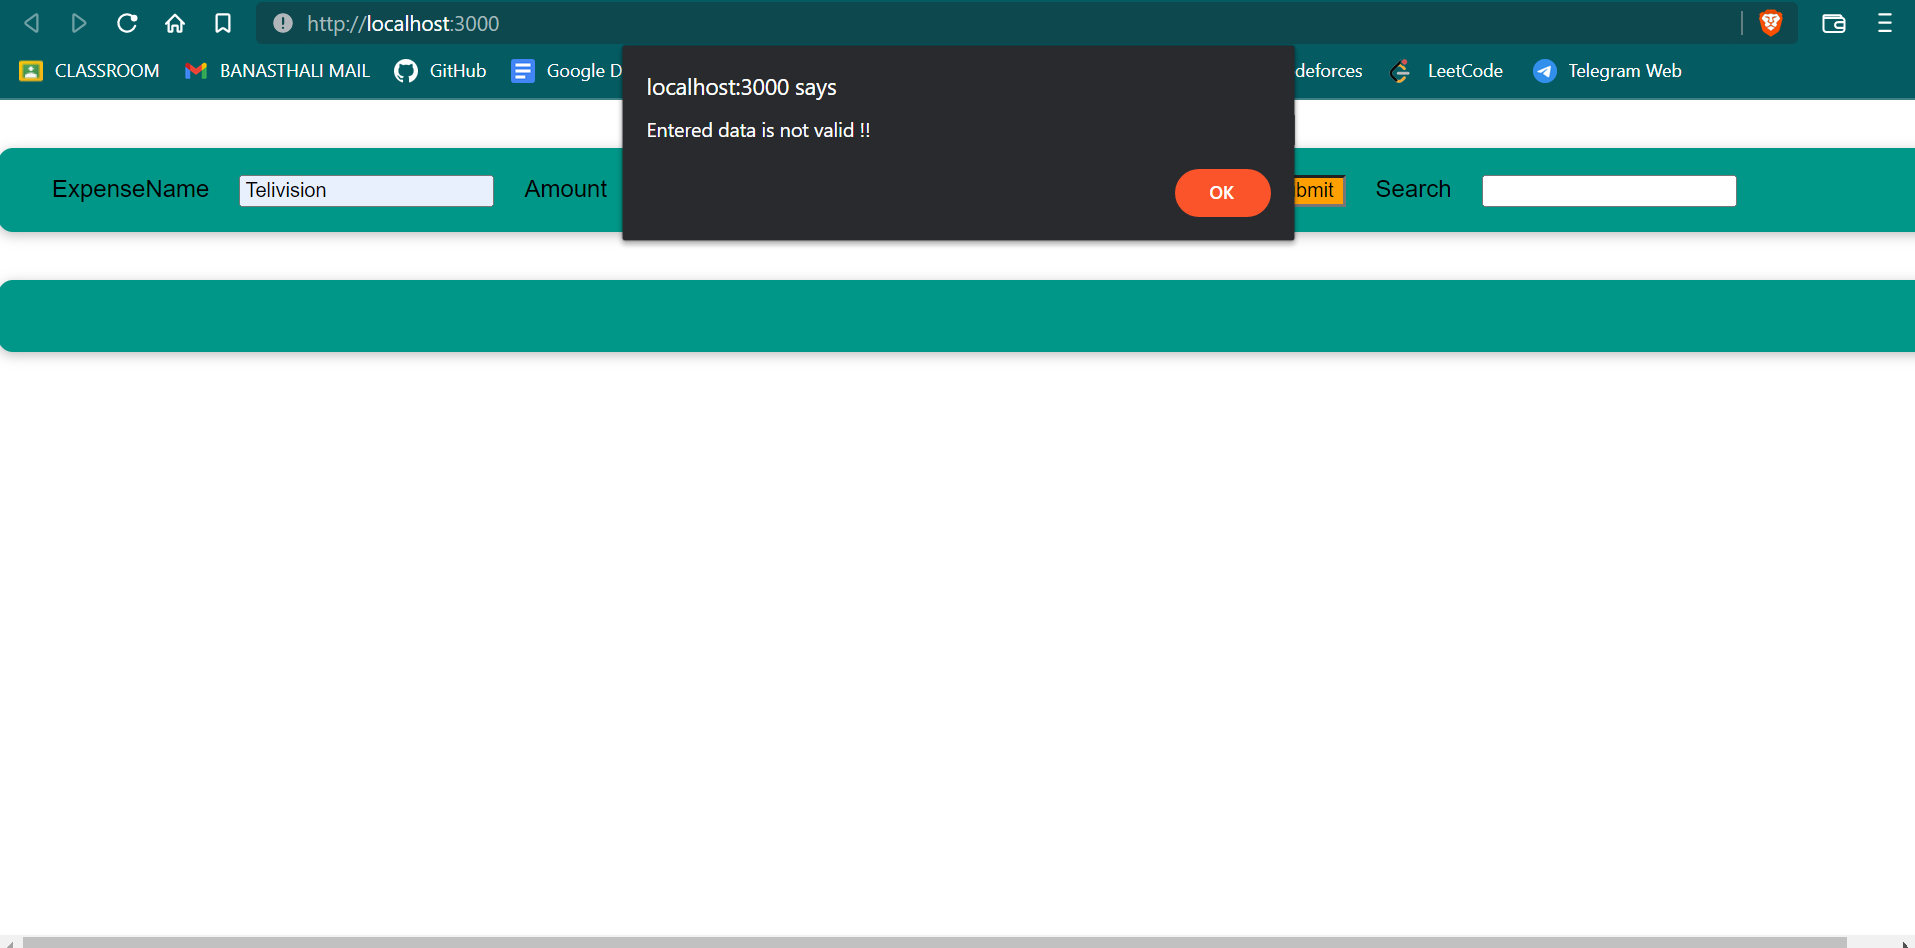 http://localhost:3000
CLASSROOM BANASTHALI MAIL GitHub Google D deforces LeetCode Telegram Web
localhost:3000 says
Entered data is not valid !!
OK
ExpenseName Telivision Amount bmit Search